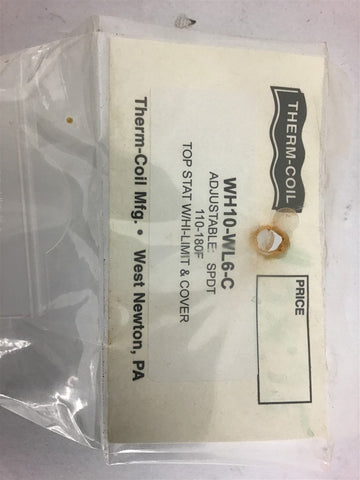 THERM-COIL
PRICE
WH10-WL6-C
ADJUSTABLE: SPDT
110-180F
TOP STAT W/HI-LIMIT & COVER
Therm-Coil Mfg. • West Newton, PA